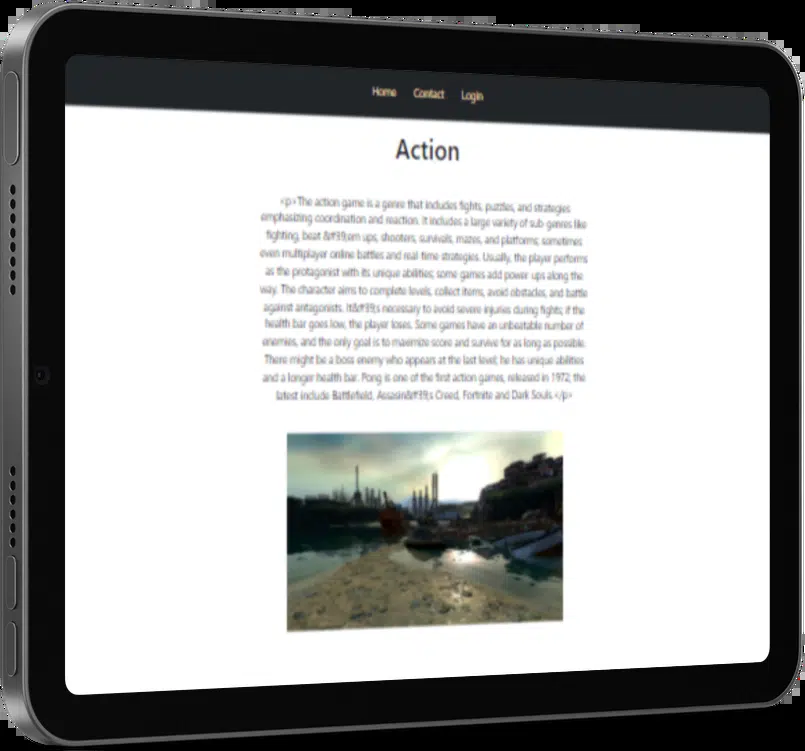 Home Contact Login
Action
<p>The action game is a genre that includes fights, puzzles, and strategies
emphasizing coordination and reaction. It includes a large variety of sub-genres like
fighting, beat &#39;em ups, shooters, survivals, mazes, and platforms; sometimes
even multiplayer online battles and real-time strategies. Usually, the player performs
as the protagonist with its unique abilities; some games add power-ups along the
way. The character aims to complete levels, collect items, avoid obstacles, and battle
against antagonists. It&#39;s necessary to avoid severe injuries during fights; if the
health bar goes low, the player loses. Some games have an unbeatable number of
enemies, and the only goal is to maximize score and survive for as long as possible.
There might be a boss enemy who appears at the last level; he has unique abilities
and a longer health bar. Pong is one of the first action games, released in 1972; the
latest include Battlefield, Assasin&#39;s Creed, Fortnite and Dark Souls.</p>